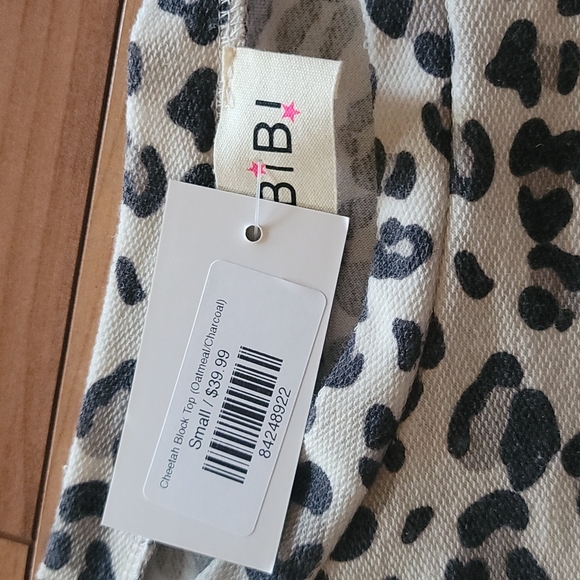 BiBi
Cheetah Block Top (Oatmeal/Charcoal)
Small / $39.99
84248922